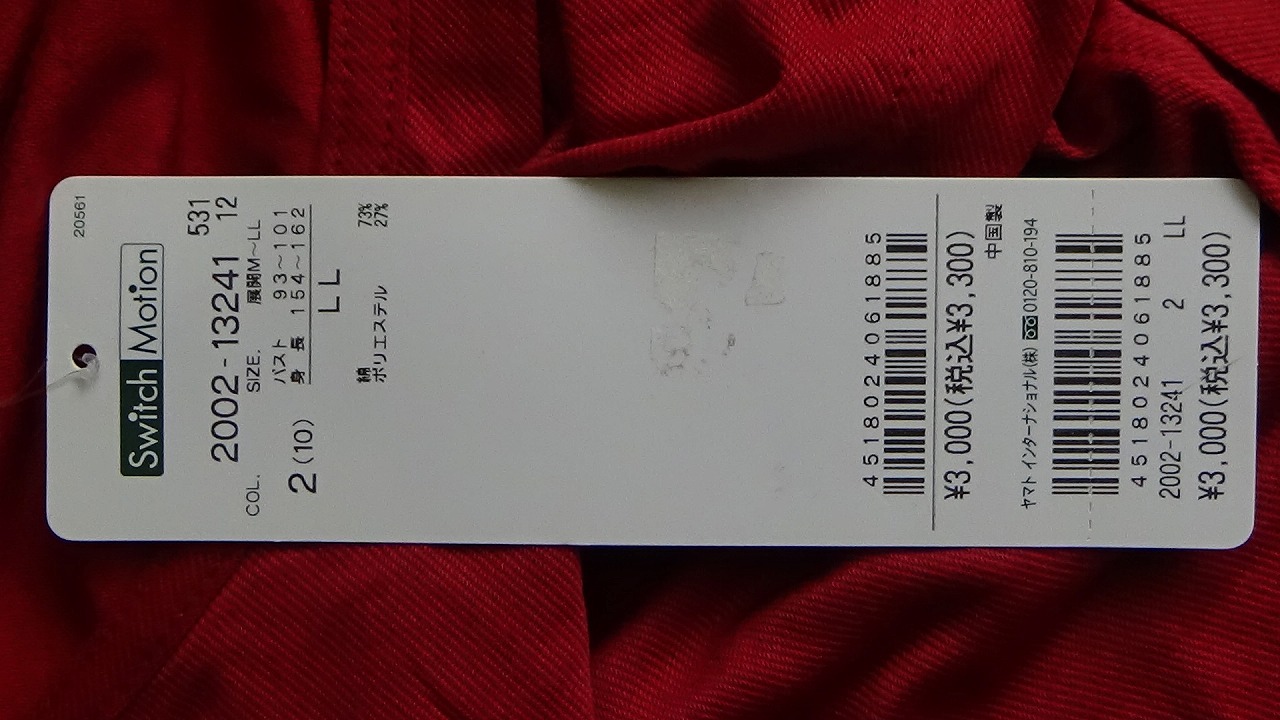 20561
Switch Motion
531
2002-13241 12
COL. SIZE. 展開M～LL
2(10) バスト 93～101
身長 154～162
LL
綿 73%
ポリエステル 27%
4518024061885
¥3,000(税込¥3,300)
中国製
ヤマト インターナショナル(株) 0120-810-194
4518024061885
2002-13241 2 LL
¥3,000(税込¥3,300)